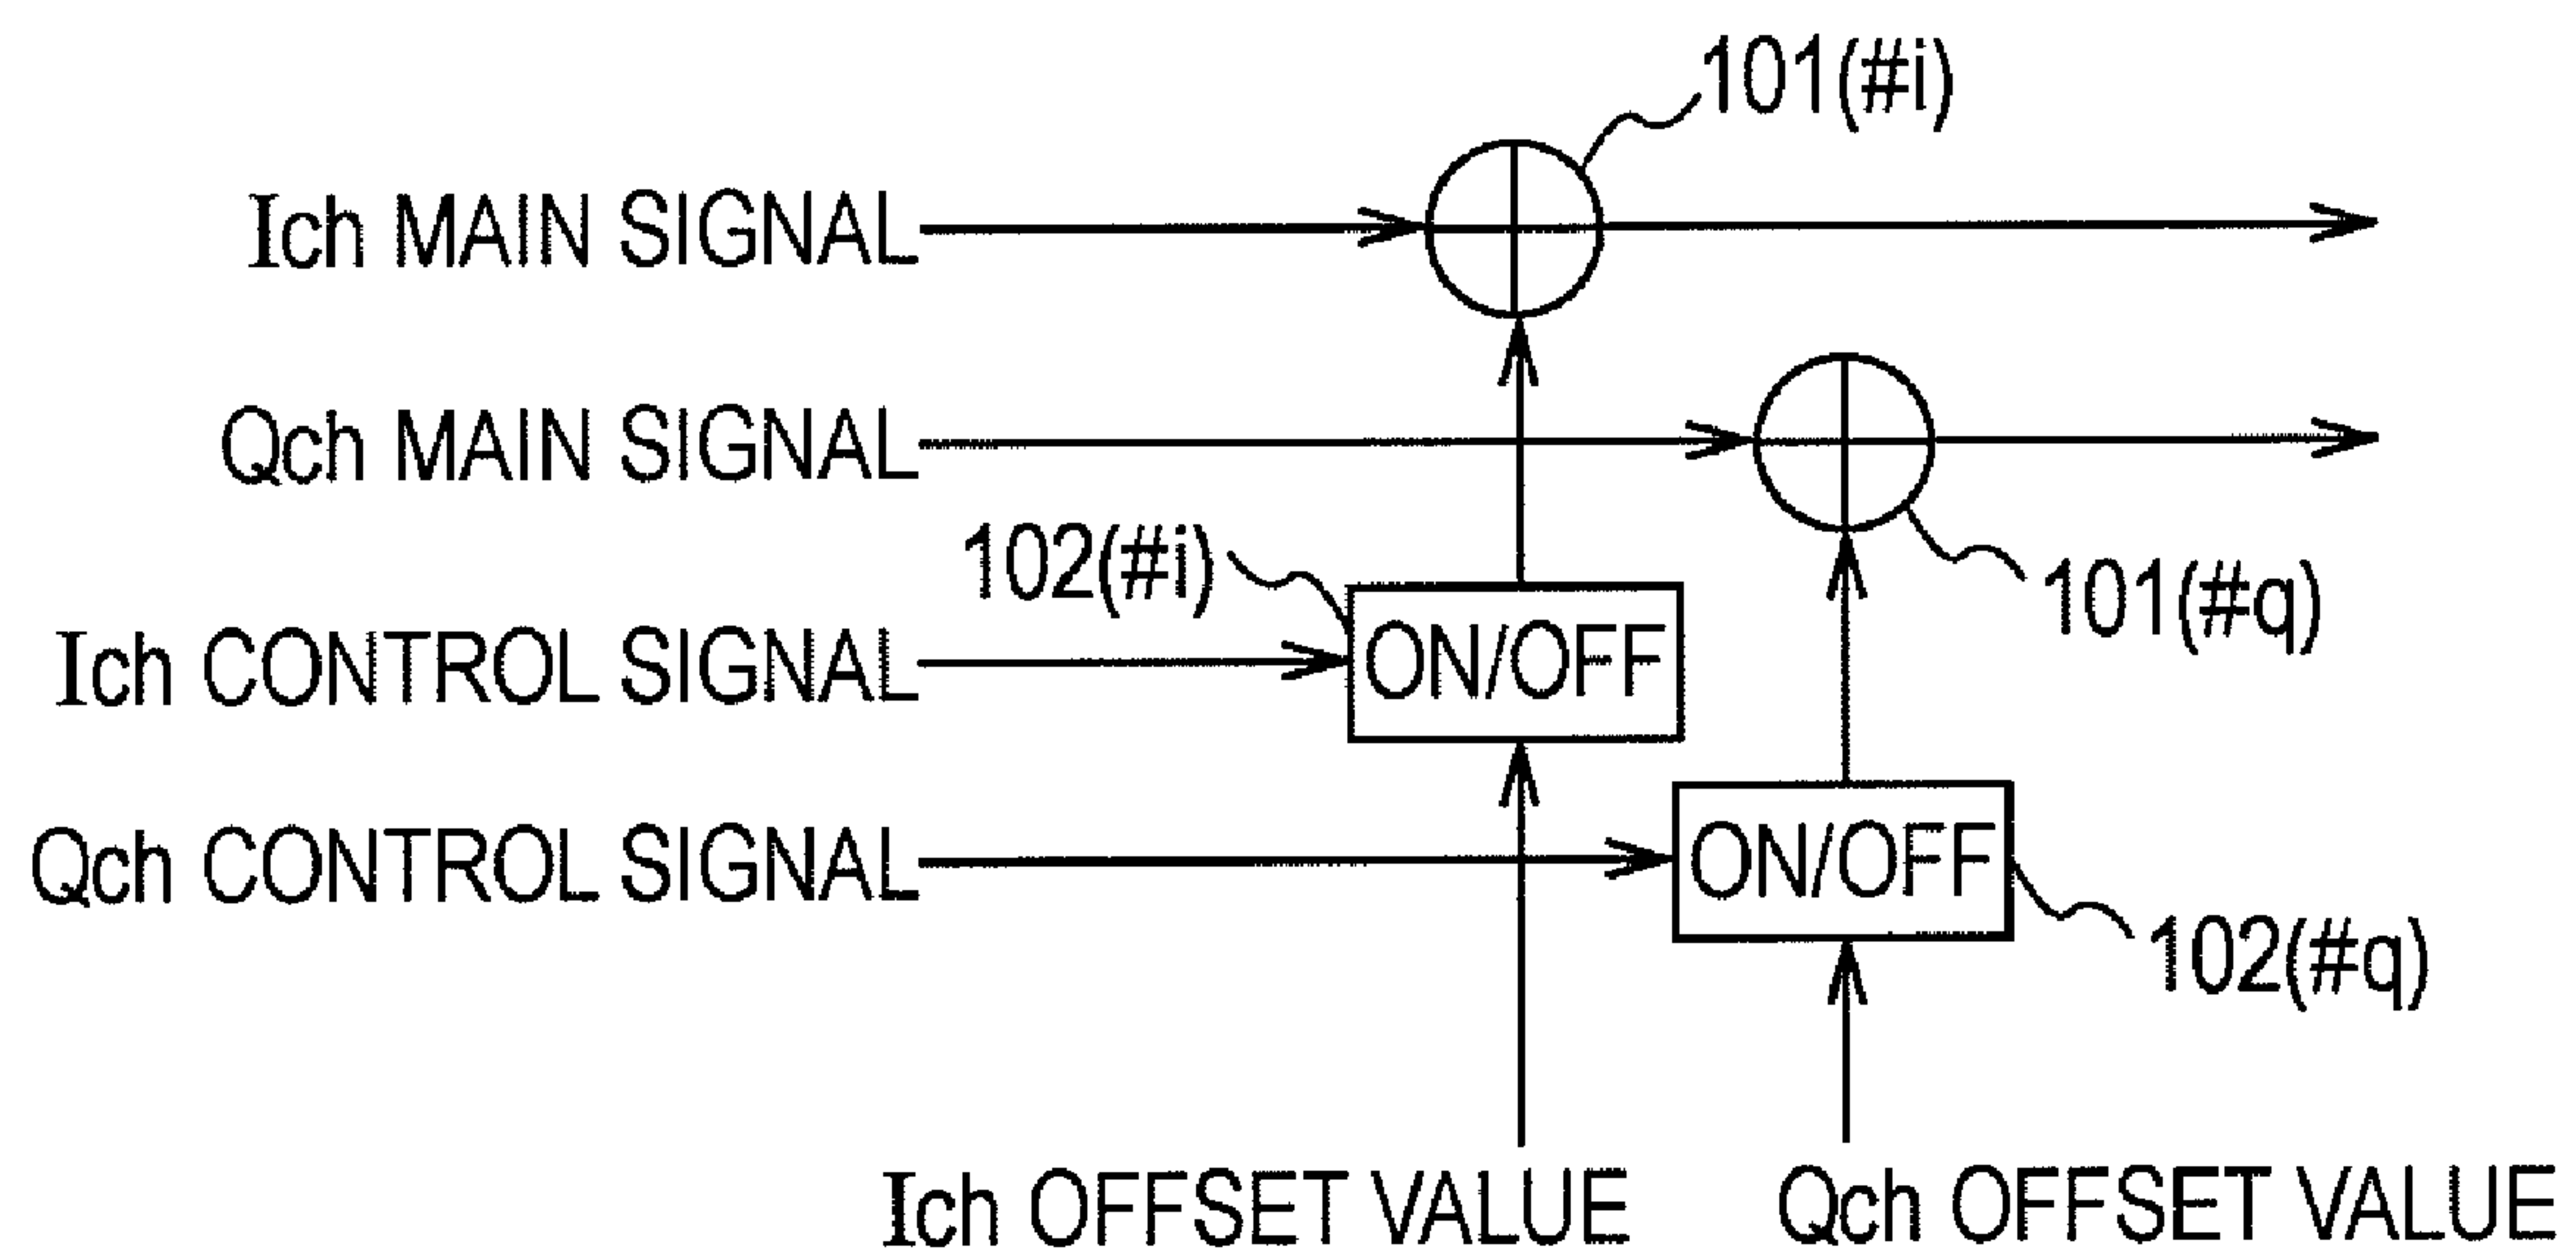 101(#i)
Ich MAIN SIGNAL
Qch MAIN SIGNAL
102(#i)
101(#q)
Ich CONTROL SIGNAL
ON/OFF
Qch CONTROL SIGNAL
ON/OFF
102(#q)
Ich OFFSET VALUE
Qch OFFSET VALUE